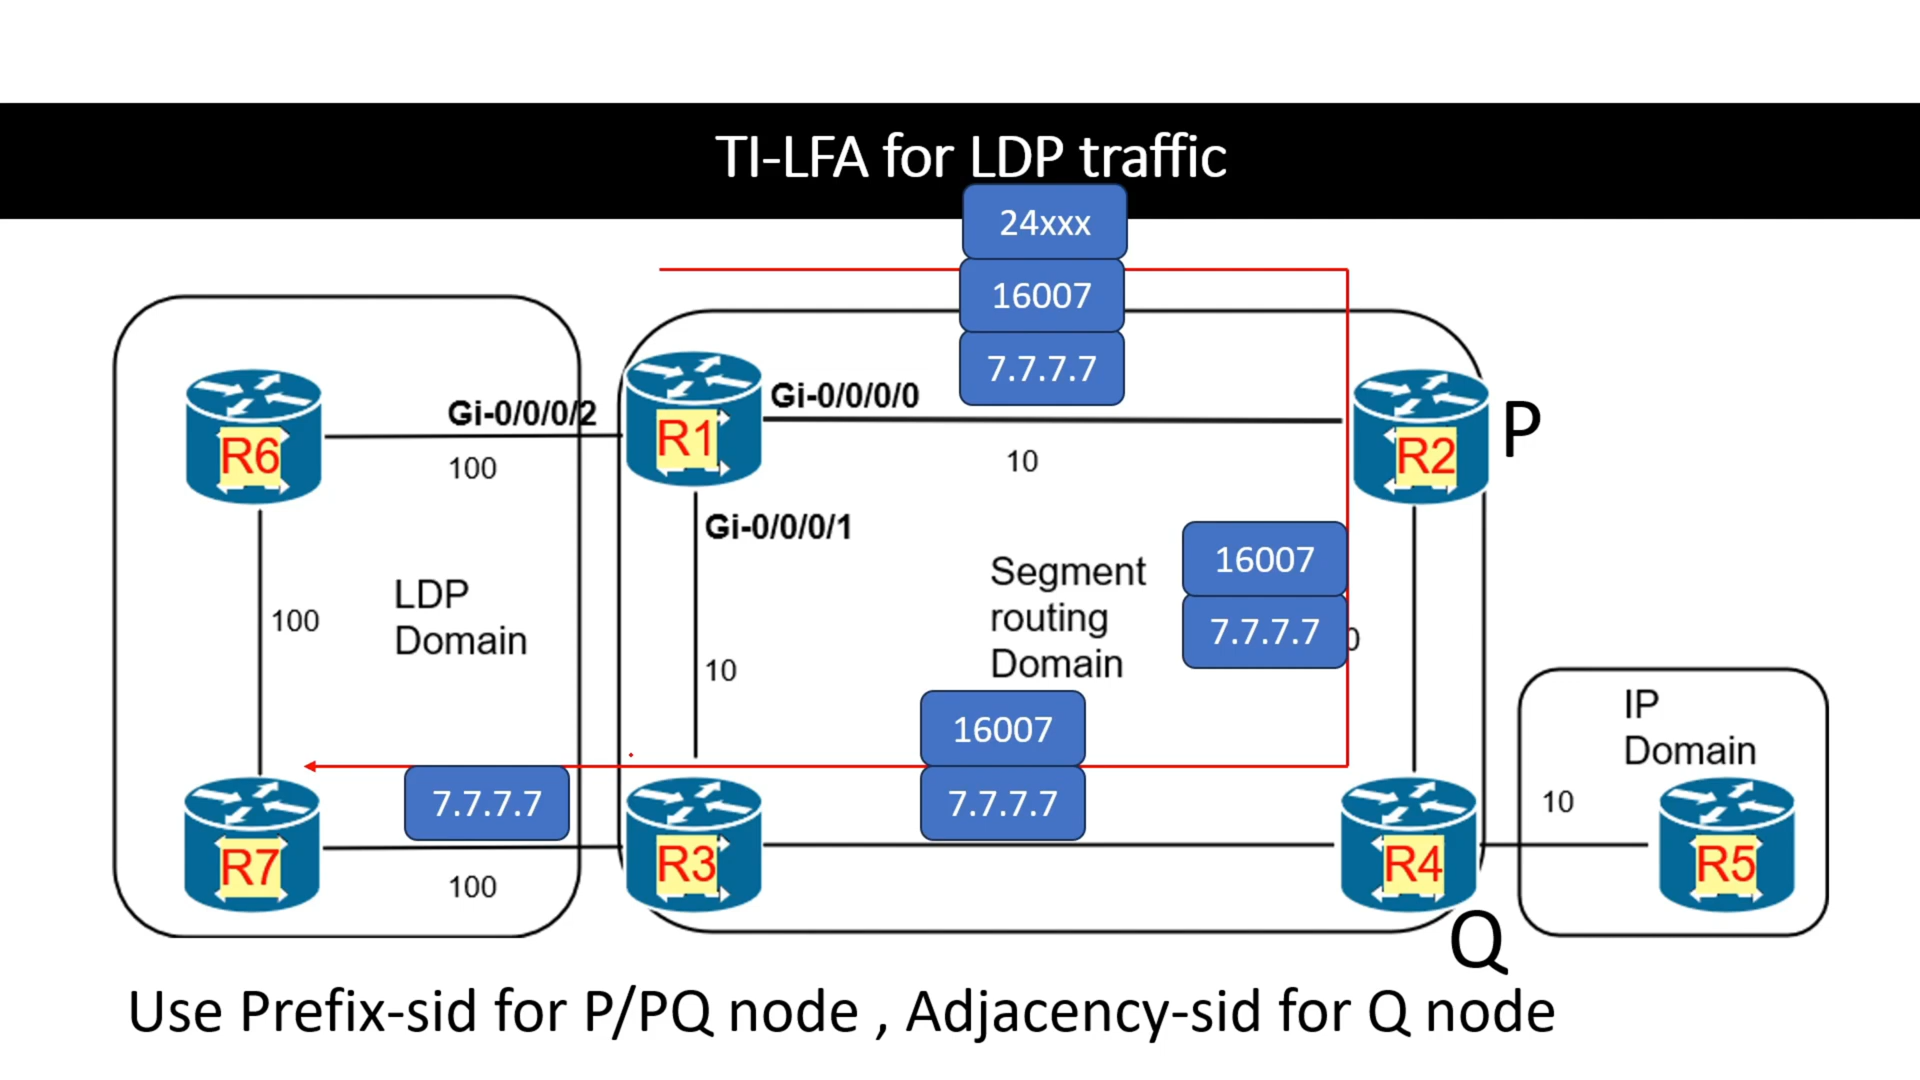 TI-LFA for LDP traffic
24xxx
16007
7.7.7.7
Gi-0/0/0/2
100
R6
R1
Gi-0/0/0/0
10
R2
P
Gi-0/0/0/1
100
LDP
Domain
10
Segment
routing
Domain
16007
7.7.7.7
0
16007
7.7.7.7
7.7.7.7
R7
100
R3
R4
Q
IP
Domain
10
R5
Use Prefix-sid for P/PQ node , Adjacency-sid for Q node